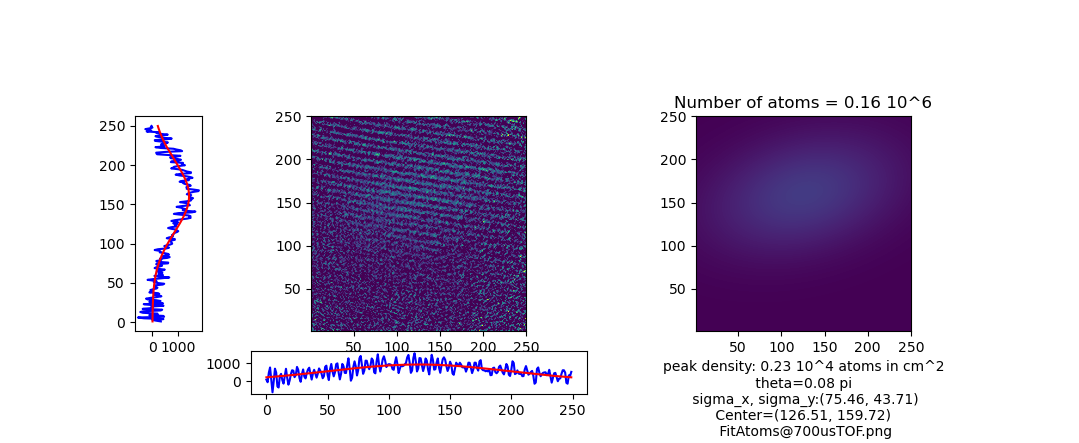 Number of atoms = 0.16 10^6
250
200
150
100
50
0
0 1000
250
200
150
100
50
50 100 150 200 250
250
200
150
100
50
50 100 150 200 250
1000
0
0 50 100 150 200 250
peak density: 0.23 10^4 atoms in cm^2
theta=0.08 pi
sigma_x, sigma_y:(75.46, 43.71)
Center=(126.51, 159.72)
FitAtoms@700usTOF.png